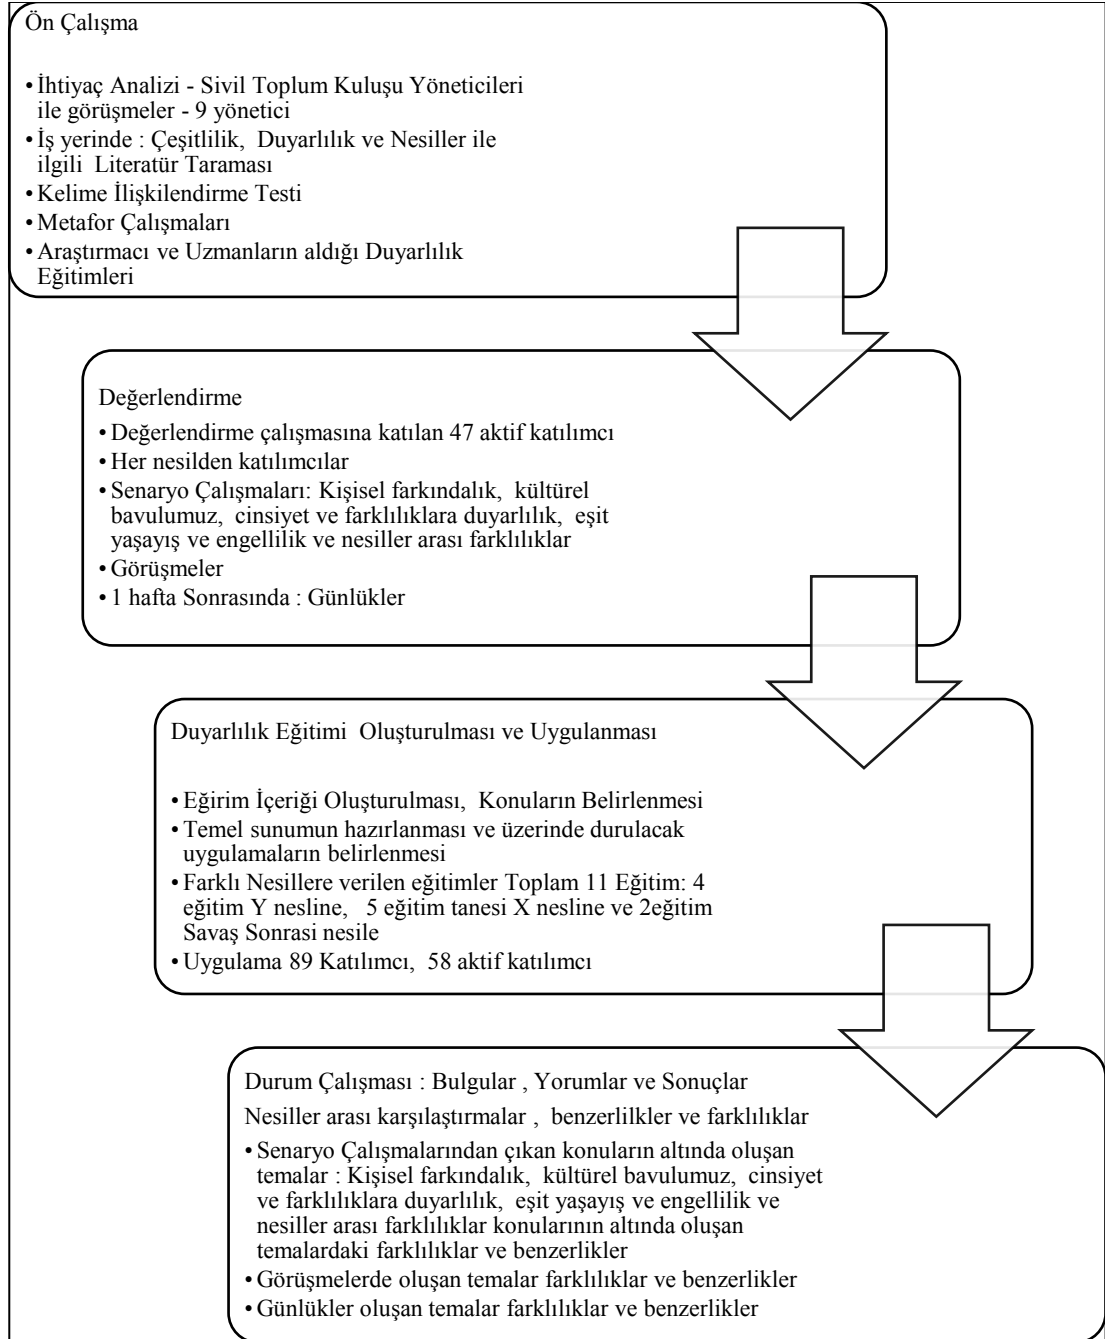 Ön Çalışma
• İhtiyaç Analizi - Sivil Toplum Kuluşu Yöneticileri
ile görüşmeler - 9 yönetici
• İş yerinde : Çeşitlilik, Duyarlılık ve Nesiller ile
ilgili Literatür Taraması
• Kelime İlişkilendirme Testi
• Metafor Çalışmaları
• Araştırmacı ve Uzmanların aldığı Duyarlılık
Eğitimleri
Değerlendirme
• Değerlendirme çalışmasına katılan 47 aktif katılımcı
• Her nesilden katılımcılar
• Senaryo Çalışmaları: Kişisel farkındalık, kültürel
bavulumuz, cinsiyet ve farklılıklara duyarlılık, eşit
yaşayış ve engellilik ve nesiller arası farklılıklar
• Görüşmeler
• 1 hafta Sonrasında : Günlükler
Duyarlılık Eğitimi Oluşturulması ve Uygulanması
• Eğirim İçeriği Oluşturulması, Konuların Belirlenmesi
• Temel sunumun hazırlanması ve üzerinde durulacak
uygulamaların belirlenmesi
• Farklı Nesillere verilen eğitimler Toplam 11 Eğitim: 4
eğitim Y nesline, 5 eğitim tanesi X nesline ve 2eğitim
Savaş Sonrasi nesile
• Uygulama 89 Katılımcı, 58 aktif katılımcı
Durum Çalışması : Bulgular , Yorumlar ve Sonuçlar
Nesiller arası karşılaştırmalar , benzerlilkler ve farklılıklar
• Senaryo Çalışmalarından çıkan konuların altında oluşan
temalar : Kişisel farkındalık, kültürel bavulumuz, cinsiyet
ve farklılıklara duyarlılık, eşit yaşayış ve engellilik ve
nesiller arası farklılıklar konularının altında oluşan
temalardaki farklılıklar ve benzerlikler
• Görüşmelerde oluşan temalar farklılıklar ve benzerlikler
• Günlükler oluşan temalar farklılıklar ve benzerlikler